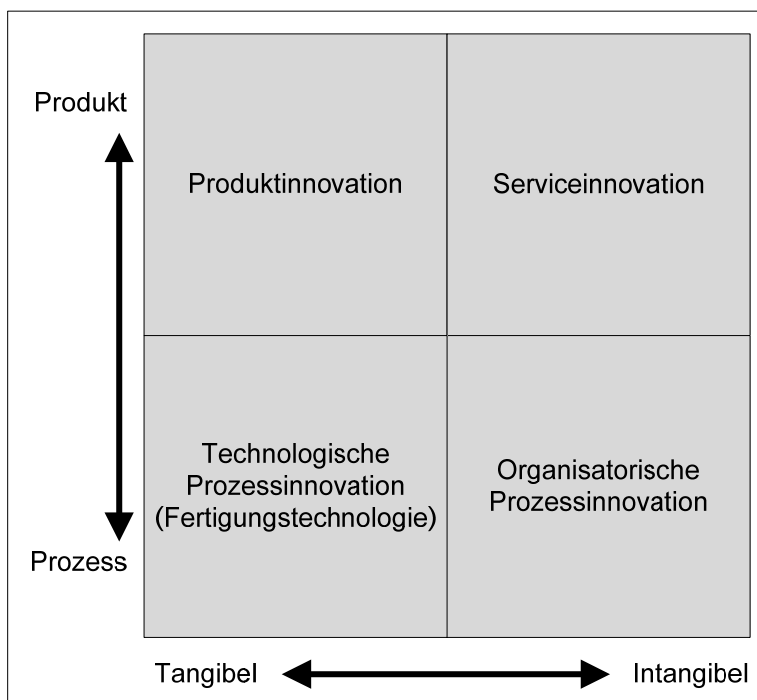 Produkt
Produktinnovation
Serviceinnovation
Technologische
Prozessinnovation
(Fertigungstechnologie)
Organisatorische
Prozessinnovation
Prozess
Tangibel
Intangibel